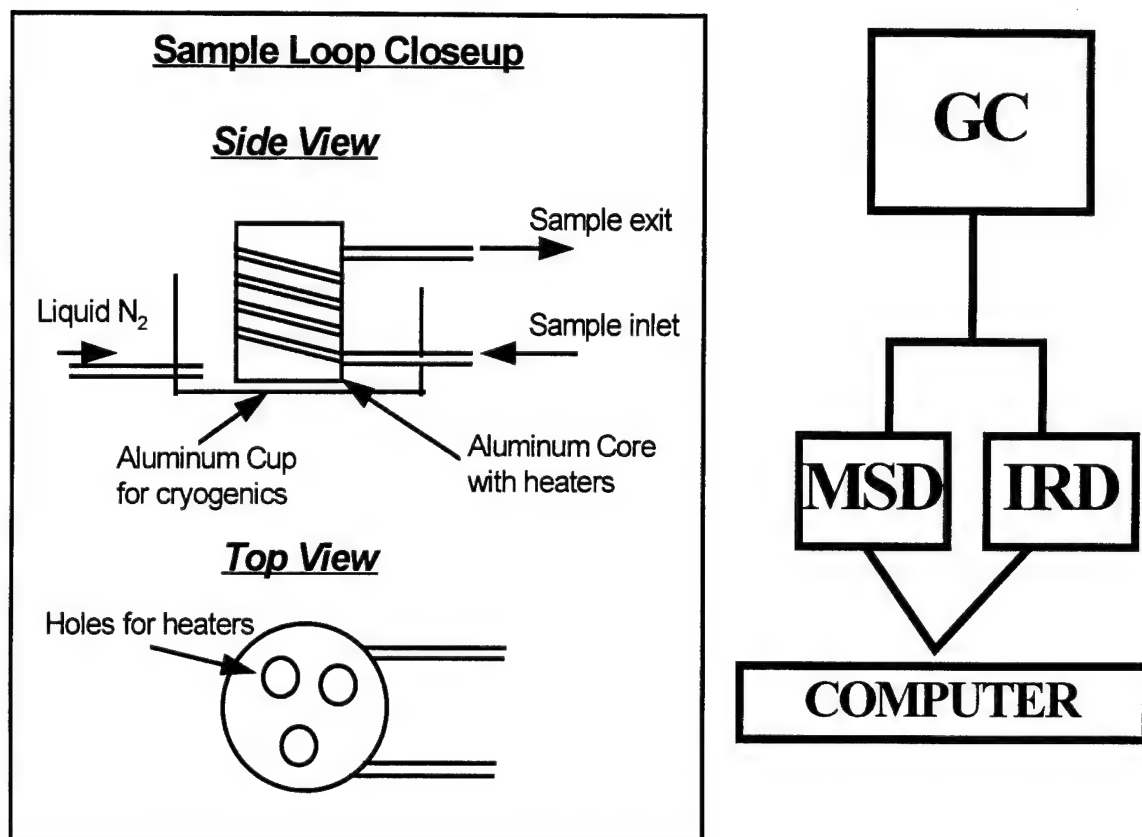 Sample Loop Closeup
Side View
Sample exit
Liquid N₂
Sample inlet
Aluminum Cup
for cryogenics
Aluminum Core
with heaters
Top View
Holes for heaters
GC
MSD
IRD
COMPUTER